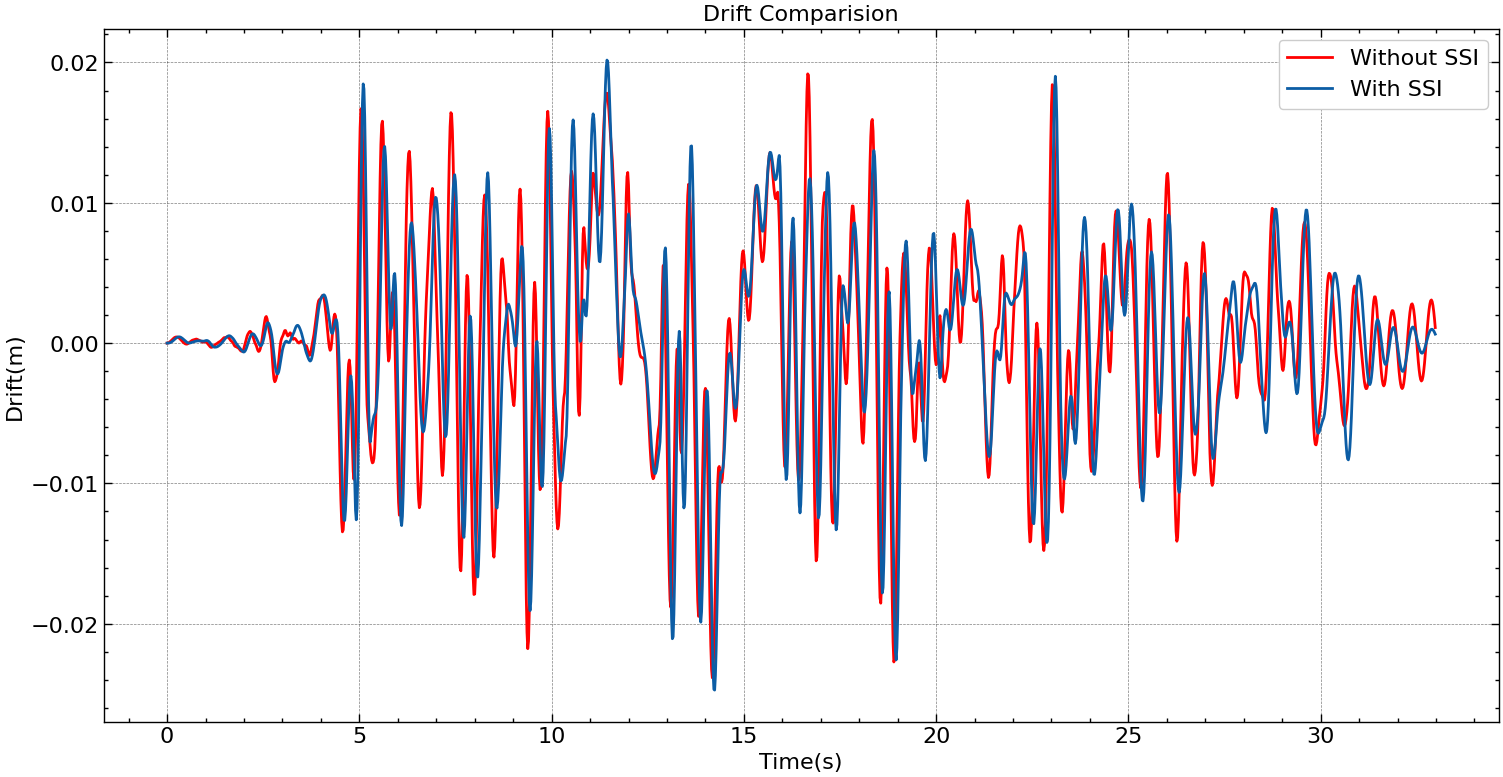 Drift Comparision
Without SSI
With SSI
0.02
0.01
0.00
−0.01
−0.02
Drift(m)
0 5 10 15 20 25 30
Time(s)